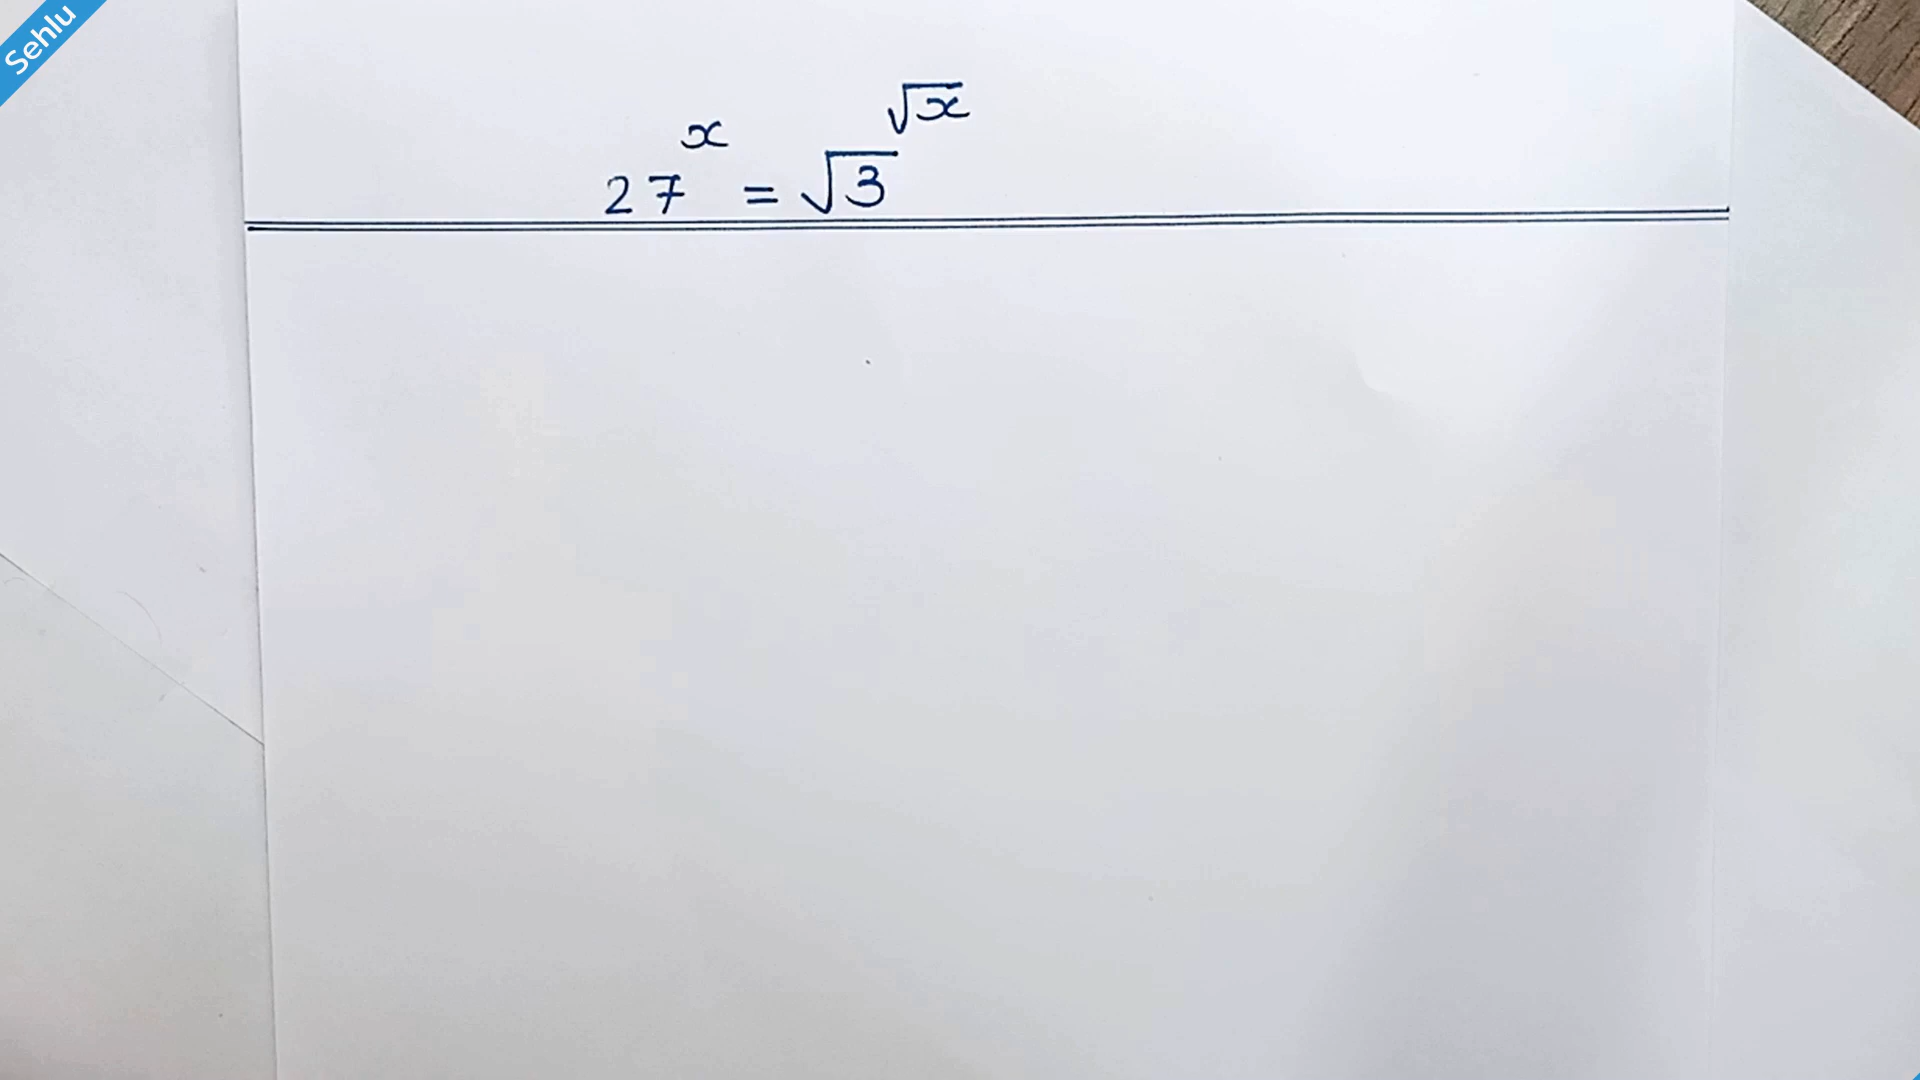 Sehlu
27^x = √3^√x